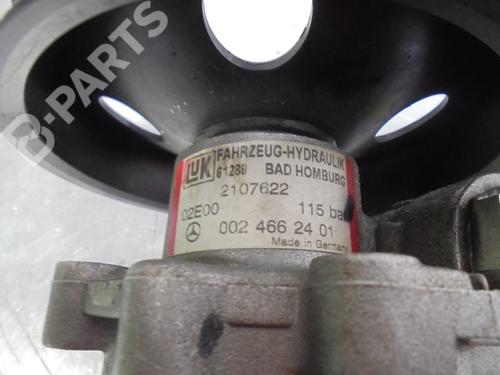 B-PARTS
LUK FAHRZEUG-HYDRAULIK
61289 BAD HOMBURG
2107622
02E00 115 bar
002 466 24 01
Made in Germany